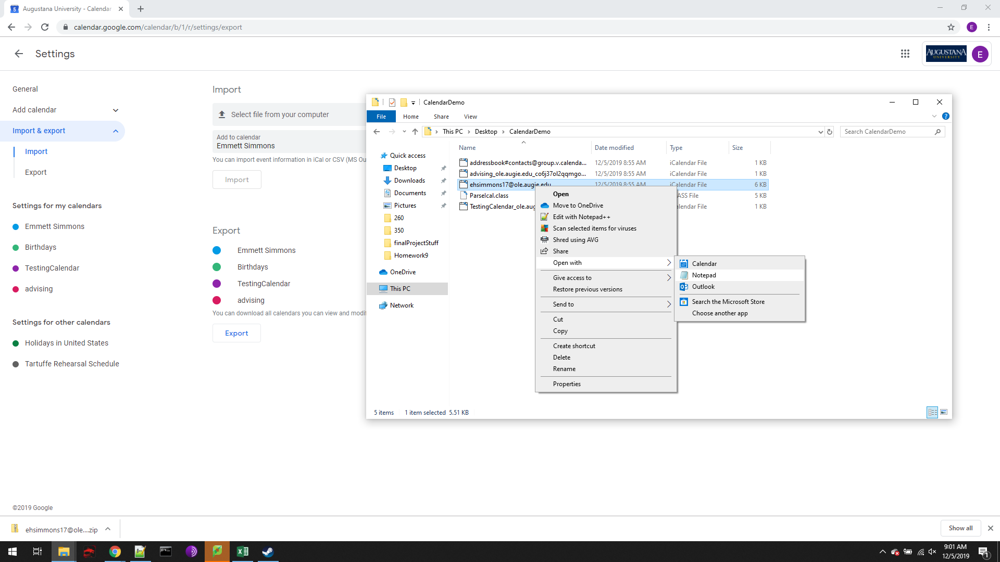 Augustana University - Calendar
calendar.google.com/calendar/b/1/r/settings/export
E
Settings
AUGUSTANA
UNIVERSITY
E
General
Add calendar
Import & export
Import
Export
Settings for my calendars
Emmett Simmons
Birthdays
TestingCalendar
advising
Settings for other calendars
Holidays in United States
Tartuffe Rehearsal Schedule
©2019 Google
Import
Select file from your computer
Add to calendar
Emmett Simmons
You can import event information in iCal or CSV (MS Ou
Import
Export
Emmett Simmons
Birthdays
TestingCalendar
advising
You can download all calendars you can view and modif
Export
CalendarDemo
File Home Share View
This PC > Desktop > CalendarDemo
Search CalendarDemo
Quick access
Desktop
Downloads
Documents
Pictures
260
350
finalProjectStuff
Homework9
OneDrive
This PC
Network
Name Date modified Type Size
addressbook#contacts@group.v.calenda... 12/5/2019 8:55 AM iCalendar File 1 KB
advising_ole.augie.edu_co6j37ol2qqmgo... 12/5/2019 8:55 AM iCalendar File 1 KB
ehsimmons17@ole.augie.edu 12/5/2019 8:55 AM iCalendar File 6 KB
ParseIcal.class ASS File 5 KB
TestingCalendar_ole.aug alendar File 1 KB
Open
Move to OneDrive
Edit with Notepad++
Scan selected items for viruses
Shred using AVG
Share
Open with
Give access to
Restore previous versions
Send to
Cut
Copy
Create shortcut
Delete
Rename
Properties
Calendar
Notepad
Outlook
Search the Microsoft Store
Choose another app
5 items 1 item selected 5.51 KB
ehsimmons17@ole....zip
Show all
9:01 AM
12/5/2019
1